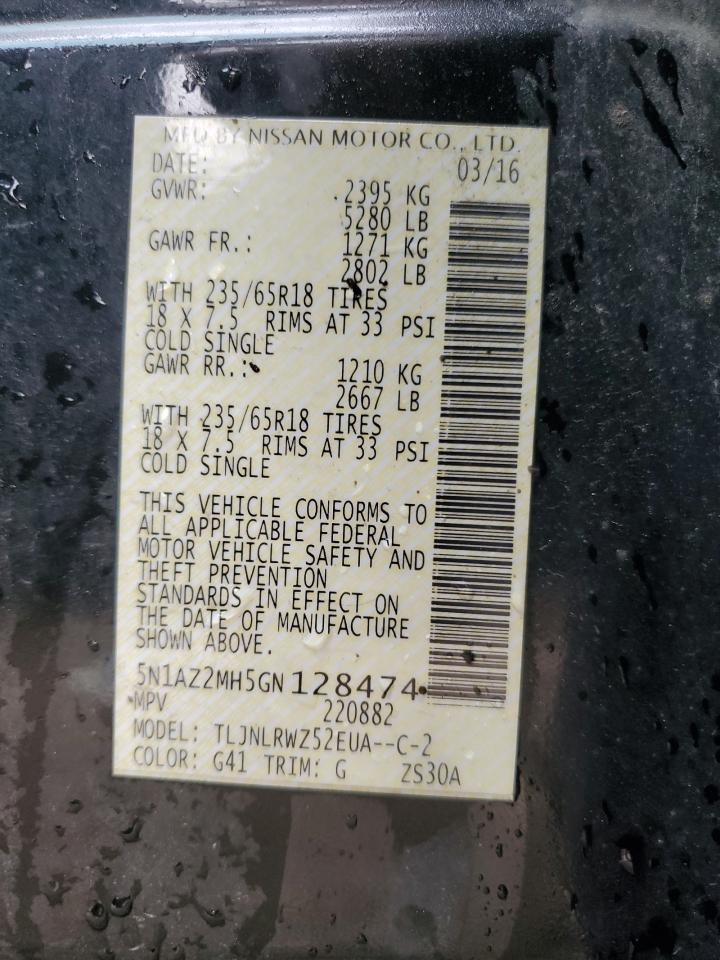 MFD BY NISSAN MOTOR CO., LTD.
DATE: 03/16
GVWR: 2395 KG
5280 LB
GAWR FR.: 1271 KG
2802 LB
WITH 235/65R18 TIRES
18 X 7.5 RIMS AT 33 PSI
COLD SINGLE
GAWR RR.: 1210 KG
2667 LB
WITH 235/65R18 TIRES
18 X 7.5 RIMS AT 33 PSI
COLD SINGLE
THIS VEHICLE CONFORMS TO
ALL APPLICABLE FEDERAL
MOTOR VEHICLE SAFETY AND
THEFT PREVENTION
STANDARDS IN EFFECT ON
THE DATE OF MANUFACTURE
SHOWN ABOVE.
5N1AZ2MH5GN128474
MPV 220882
MODEL: TLJNLRWZ52EUA--C-2
COLOR: G41 TRIM: G ZS30A